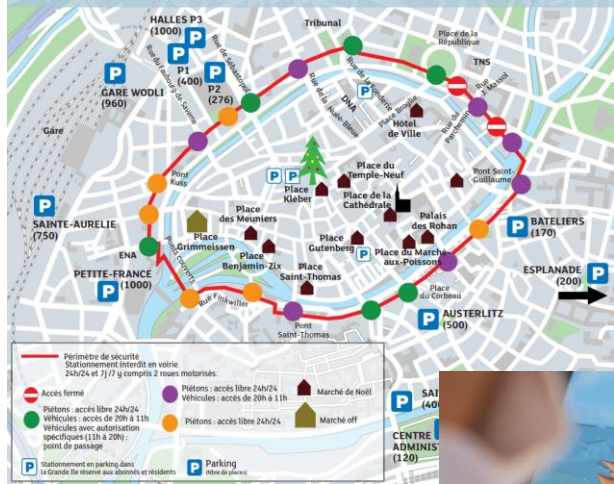 HALLES P3
(1000)
P
P
P1
(400)
P
P2
(276)
P
GARE WODLI
(960)
Rue du Faubourg-de-Saverne
Rue de Sébastopol
Tribunal
Place de la
République
TNS
Rue de la Nuée-Bleue
DNA
Rue de la Fonderie
P
Place Broglie
Hôtel
de Ville
Rue du
Parchemin
Rue
J. Massol
Gare
Pont
Kuss
P P
Place
Kléber
Place du
Temple-Neuf
Place de la
Cathédrale
Pont Saint-
Guillaume
P
SAINTE-AURELIE
(750)
Place
des Meuniers
Place
Grimmeissen
Place
Benjamin-Zix
Place
Gutenberg
P
Palais
des Rohan
Place du Marché-
aux-Poissons
P
BATELIERS
(170)
ENA
Ponts couverts
PETITE-FRANCE
(1000)
P
Place
Saint-Thomas
Place
du Corbeau
ESPLANADE
(200)
P
AUSTERLITZ
(500)
P
Pont
Saint-Thomas
Périmètre de sécurité
Stationnement interdit en voirie
24h/24 et 7J/7 y compris 2 roues motorisés.
Accès fermé
Piétons : accès libre 24h/24
Véhicules : accès de 20h à 11h
Marché de Noël
Piétons : accès libre 24h/24
Véhicules : accès de 20h à 11h
Véhicules avec autorisation
spécifiques (11h à 20h) :
point de passage
Piétons : accès libre 24h/24
Marché off
P Stationnement en parking dans
la Grande Ile réservé aux abonnés et résidents
P Parking
(Nbre de places)
P
CENTRE
(120)